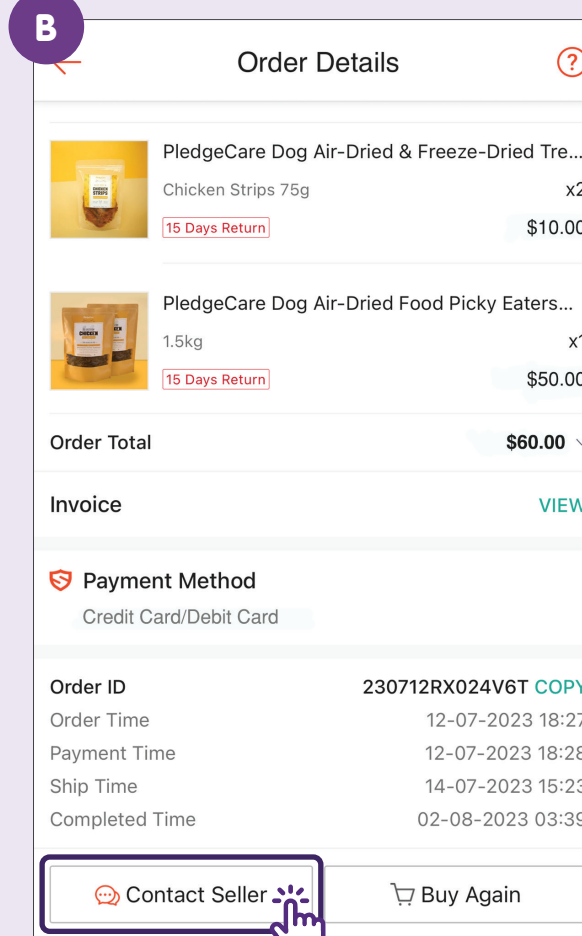 B
Order Details
?
PledgeCare Dog Air-Dried & Freeze-Dried Tre...
Chicken Strips 75g
x2
15 Days Return
$10.00
CHICKEN
STRIPS
PledgeCare Dog Air-Dried Food Picky Eaters...
1.5kg
x1
15 Days Return
$50.00
CHICKEN
Order Total
$60.00
Invoice
VIEW
Payment Method
Credit Card/Debit Card
Order ID
230712RX024V6T COPY
Order Time
12-07-2023 18:27
Payment Time
12-07-2023 18:28
Ship Time
14-07-2023 15:23
Completed Time
02-08-2023 03:39
Contact Seller
Buy Again